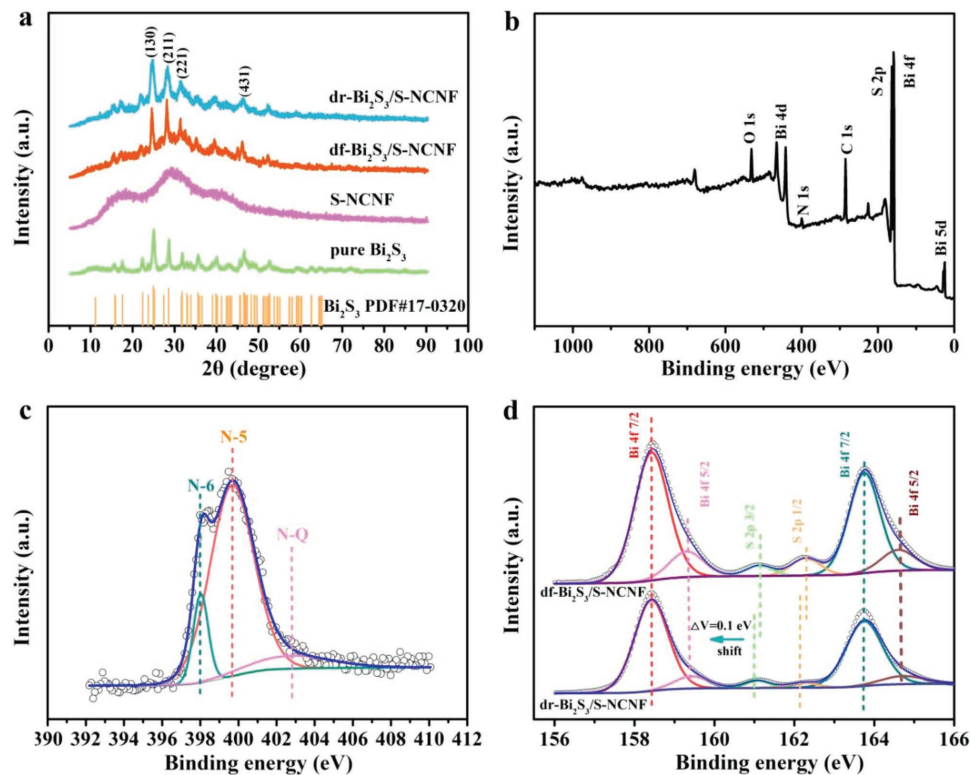 a
(130)
(211)
(221)
(431)
dr-Bi₂S₃/S-NCNF
df-Bi₂S₃/S-NCNF
S-NCNF
pure Bi₂S₃
Bi₂S₃ PDF#17-0320
Intensity (a.u.)
0 10 20 30 40 50 60 70 80 90 100
2θ (degree)
b
O 1s
Bi 4d
N 1s
C 1s
S 2p
Bi 4f
Bi 5d
Intensity (a.u.)
1000 800 600 400 200 0
Binding energy (eV)
c
N-5
N-6
N-Q
Intensity (a.u.)
390 392 394 396 398 400 402 404 406 408 410 412
Binding energy (eV)
d
Bi 4f 7/2
Bi 4f 5/2
S 2p 3/2
S 2p 1/2
Bi 4f 7/2
Bi 4f 5/2
df-Bi₂S₃/S-NCNF
△V=0.1 eV
shift
dr-Bi₂S₃/S-NCNF
Intensity (a.u.)
156 158 160 162 164 166
Binding energy (eV)